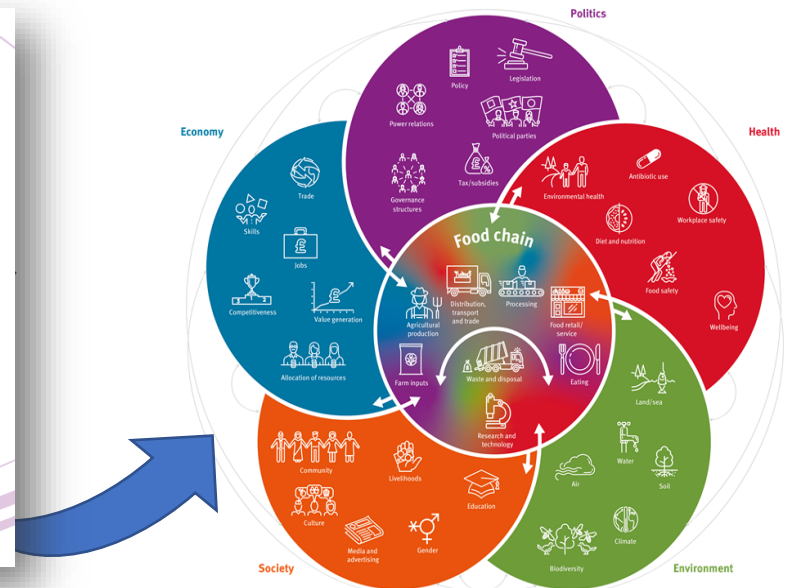 Politics
Policy
Legislation
Power relations
Political parties
Tax/subsidies
Governance
structures
Economy
Trade
Skills
Jobs
Competitiveness
£
Value generation
Allocation of resources
Health
Environmental health
Antibiotic use
Diet and nutrition
Workplace safety
Food safety
Wellbeing
Food chain
Distribution,
transport
and trade
Processing
Agricultural
production
Food retail/
service
Farm inputs
Waste and disposal
Eating
Research and
technology
Society
Community
Livelihoods
Education
Culture
Media and
advertising
Gender
Environment
Land/sea
Water
Air
Soil
Climate
Biodiversity